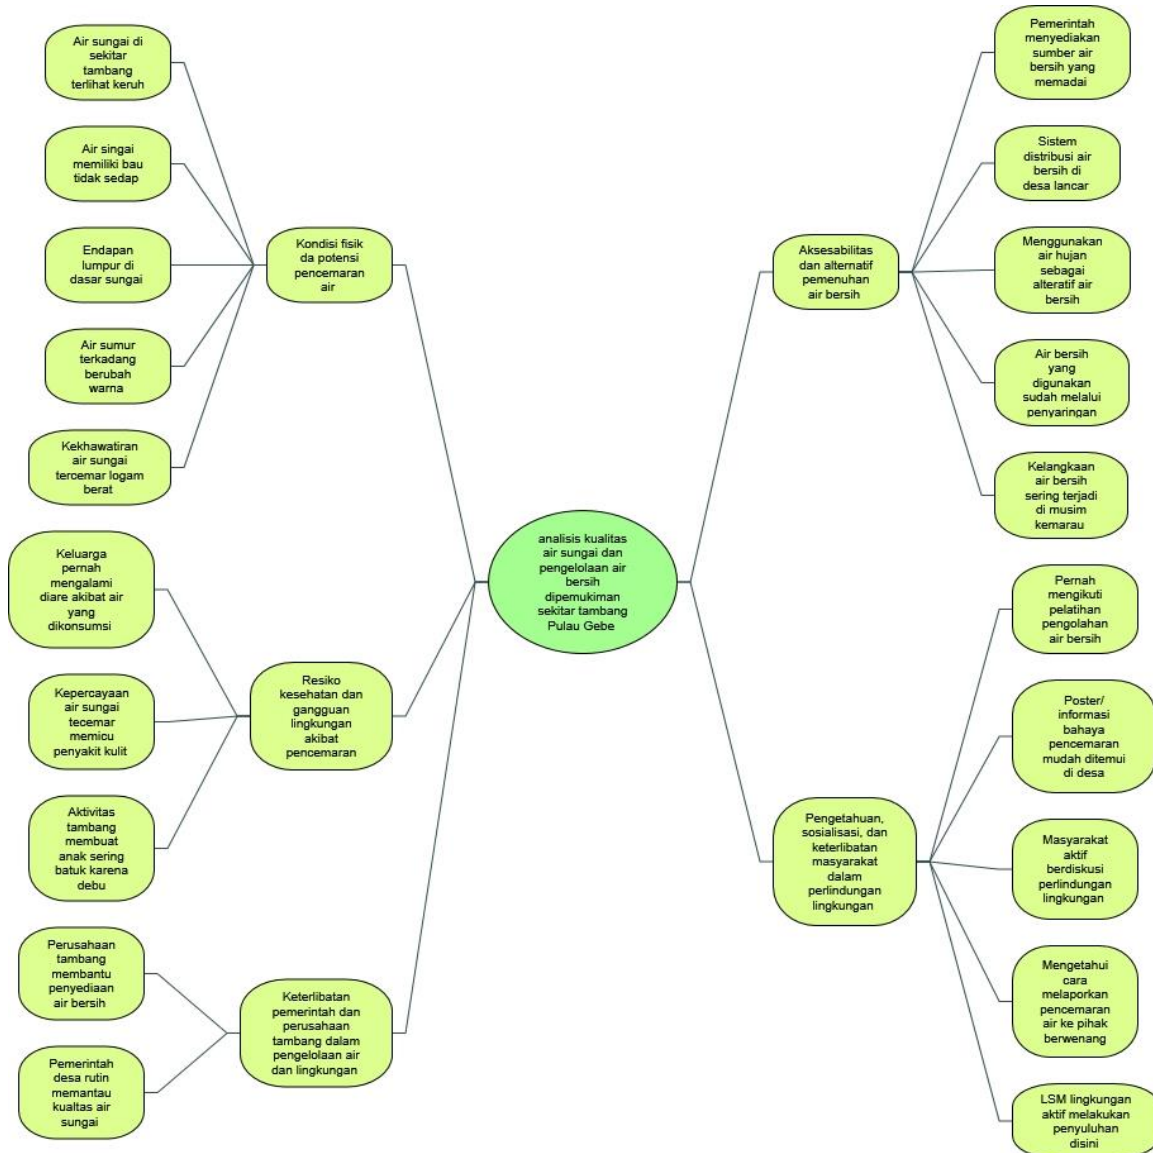 Air sungai di
sekitar
tambang
terlihat keruh
Air singai
memiliki bau
tidak sedap
Endapan
lumpur di
dasar sungai
Air sumur
terkadang
berubah
warna
Kekhawatiran
air sungai
tercemar logam
berat
Kondisi fisik
da potensi
pencemaran
air
Keluarga
pernah
mengalami
diare akibat air
yang
dikonsumsi
Kepercayaan
air sungai
tecemar
memicu
penyakit kulit
Aktivitas
tambang
membuat
anak sering
batuk karena
debu
Resiko
kesehatan dan
gangguan
lingkungan
akibat
pencemaran
Perusahaan
tambang
membantu
penyediaan
air bersih
Pemerintah
desa rutin
memantau
kualtas air
sungai
Keterlibatan
pemerintah dan
perusahaan
tambang dalam
pengelolaan air
dan lingkungan
analisis kualitas
air sungai dan
pengelolaan air
bersih
dipemukiman
sekitar tambang
Pulau Gebe
Aksesabilitas
dan alternatif
pemenuhan
air bersih
Pemerintah
menyediakan
sumber air
bersih yang
memadai
Sistem
distribusi air
bersih di
desa lancar
Menggunakan
air hujan
sebagai
alteratif air
bersih
Air bersih
yang
digunakan
sudah melalui
penyaringan
Kelangkaan
air bersih
sering terjadi
di musim
kemarau
Pengetahuan,
sosialisasi, dan
keterlibatan
masyarakat
dalam
perlindungan
lingkungan
Pernah
mengikuti
pelatihan
pengolahan
air bersih
Poster/
informasi
bahaya
pencemaran
mudah ditemui
di desa
Masyarakat
aktif
berdiskusi
perlindungan
lingkungan
Mengetahui
cara
melaporkan
pencemaran
air ke pihak
berwenang
LSM lingkungan
aktif melakukan
penyuluhan
disini